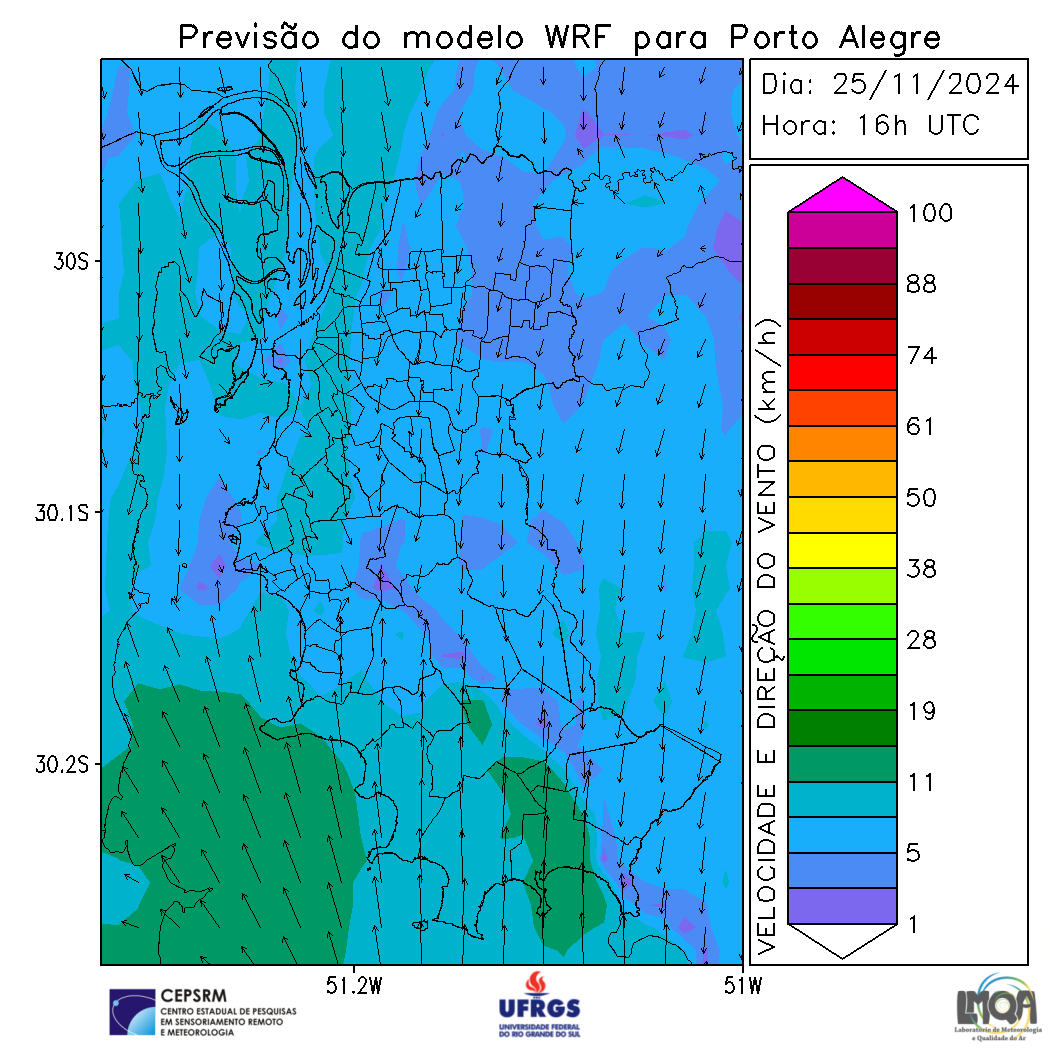 Previsão do modelo WRF para Porto Alegre
Dia: 25/11/2024
Hora: 16h UTC
30S
30.1S
30.2S
51.2W
51W
VELOCIDADE E DIREÇÃO DO VENTO (km/h)
100
88
74
61
50
38
28
19
11
5
1
CEPSRM
CENTRO ESTADUAL DE PESQUISAS
EM SENSORIAMENTO REMOTO
E METEOROLOGIA
UFRGS
UNIVERSIDADE FEDERAL
DO RIO GRANDE DO SUL
LMQA
Laboratório de Meteorologia
e Qualidade do Ar